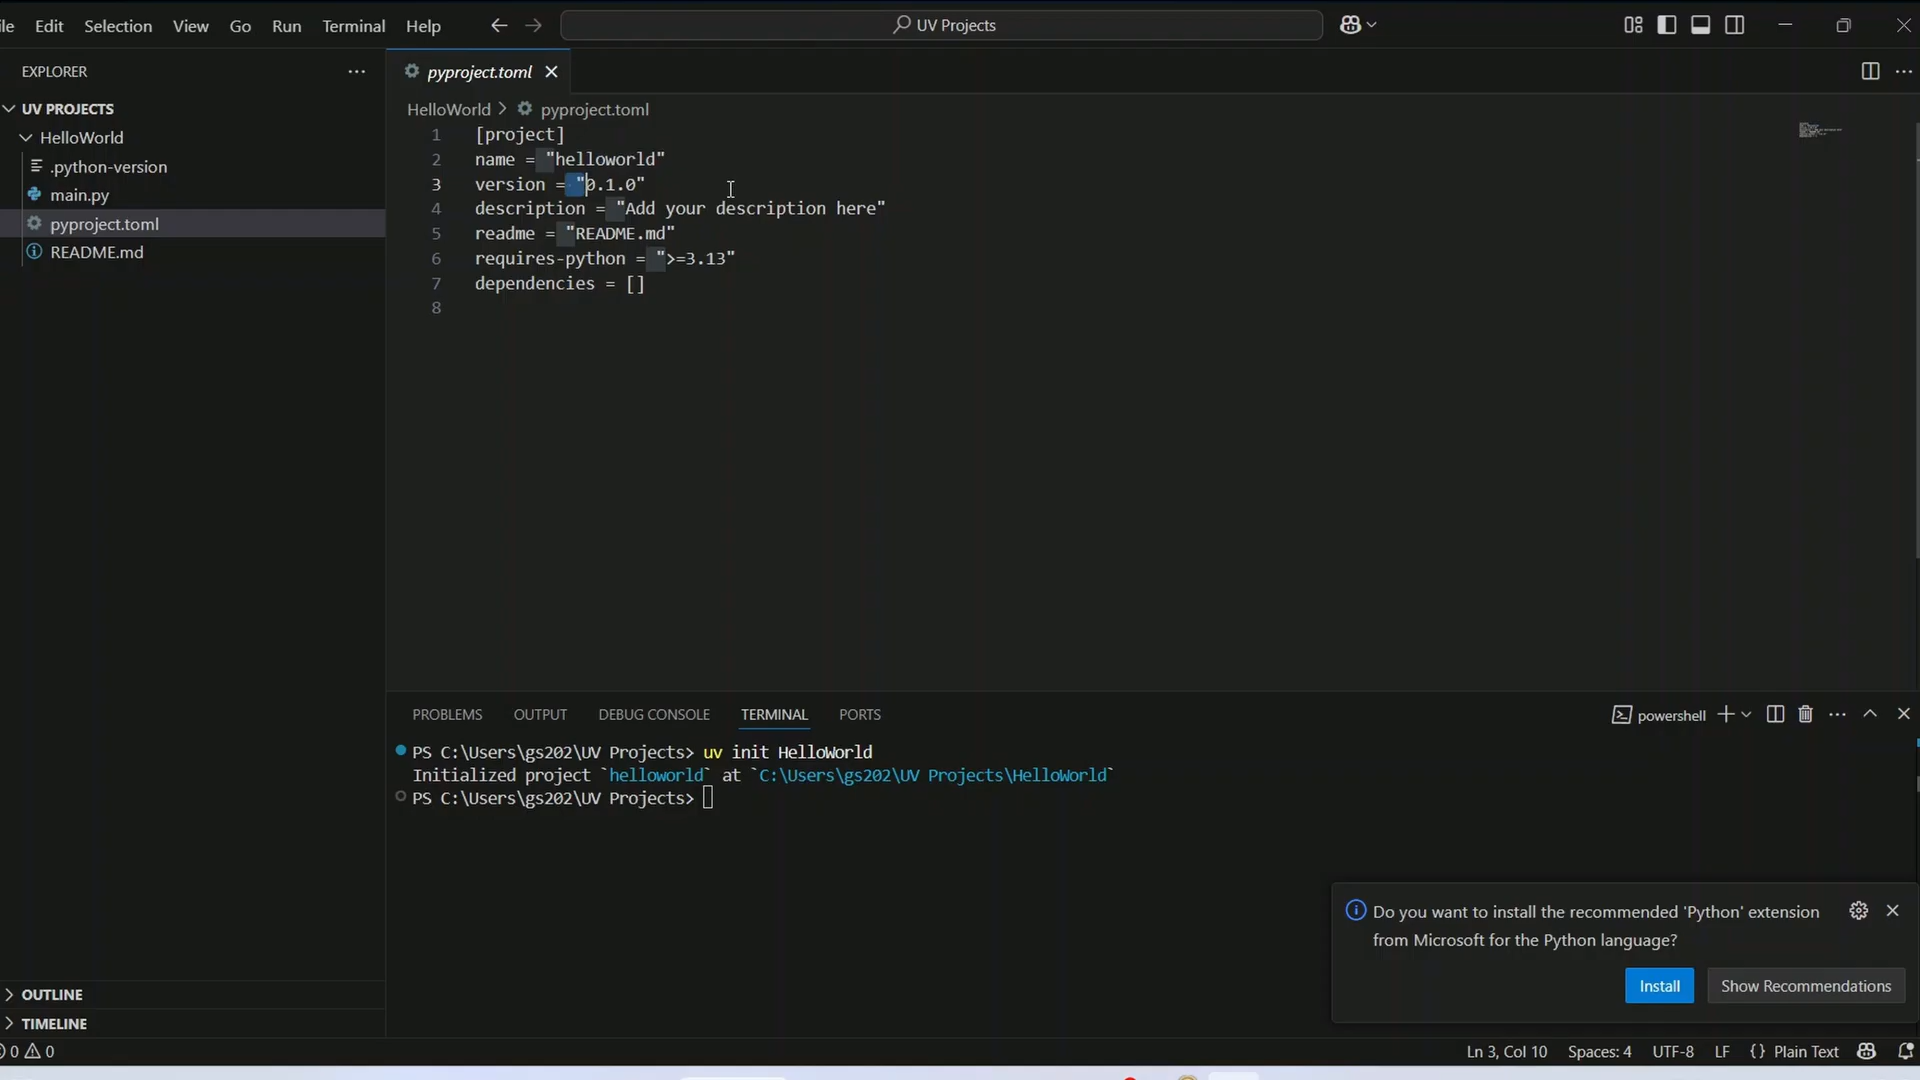 Edit Selection View Go Run Terminal Help
UV Projects
EXPLORER
UV PROJECTS
HelloWorld
.python-version
main.py
pyproject.toml
README.md
OUTLINE
TIMELINE
pyproject.toml
HelloWorld > pyproject.toml
1 [project]
2 name = "helloworld"
3 version = "0.1.0"
4 description = "Add your description here"
5 readme = "README.md"
6 requires-python = ">=3.13"
7 dependencies = []
8
PROBLEMS OUTPUT DEBUG CONSOLE TERMINAL PORTS
powershell
PS C:\Users\gs202\UV Projects> uv init HelloWorld
Initialized project `helloworld` at `C:\Users\gs202\UV Projects\HelloWorld`
PS C:\Users\gs202\UV Projects>
Do you want to install the recommended 'Python' extension
from Microsoft for the Python language?
Install
Show Recommendations
0 0
Ln 3, Col 10 Spaces: 4 UTF-8 LF {} Plain Text